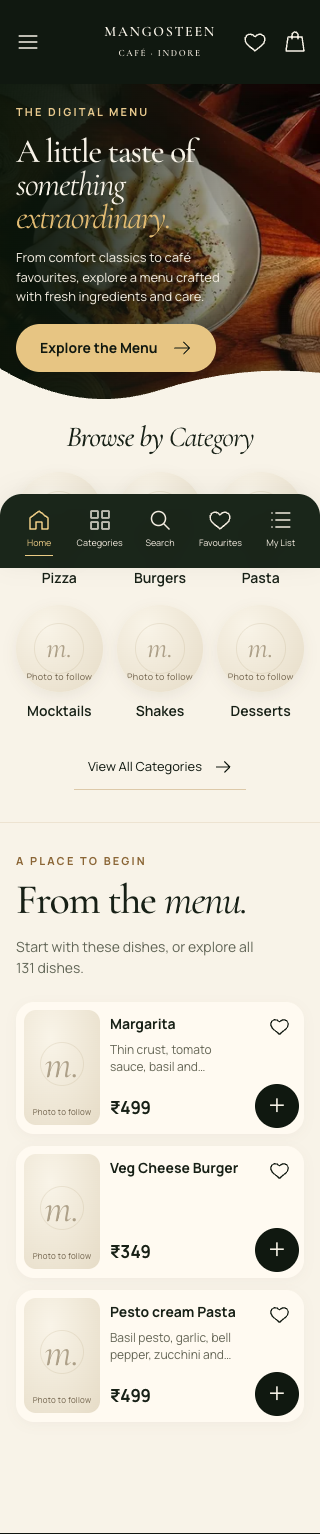 MANGOSTEEN
CAFÉ · INDORE
THE DIGITAL MENU
A little taste of
something
extraordinary.
From comfort classics to café
favourites, explore a menu crafted
with fresh ingredients and care.
Explore the Menu
Browse by Category
Home
Categories
Search
Favourites
My List
Pizza
Burgers
Pasta
m.
m.
m.
Photo to follow
Photo to follow
Photo to follow
Mocktails
Shakes
Desserts
View All Categories
A PLACE TO BEGIN
From the menu.
Start with these dishes, or explore all
131 dishes.
m.
Photo to follow
Margarita
Thin crust, tomato
sauce, basil and…
₹499
m.
Photo to follow
Veg Cheese Burger
₹349
m.
Photo to follow
Pesto cream Pasta
Basil pesto, garlic, bell
pepper, zucchini and…
₹499